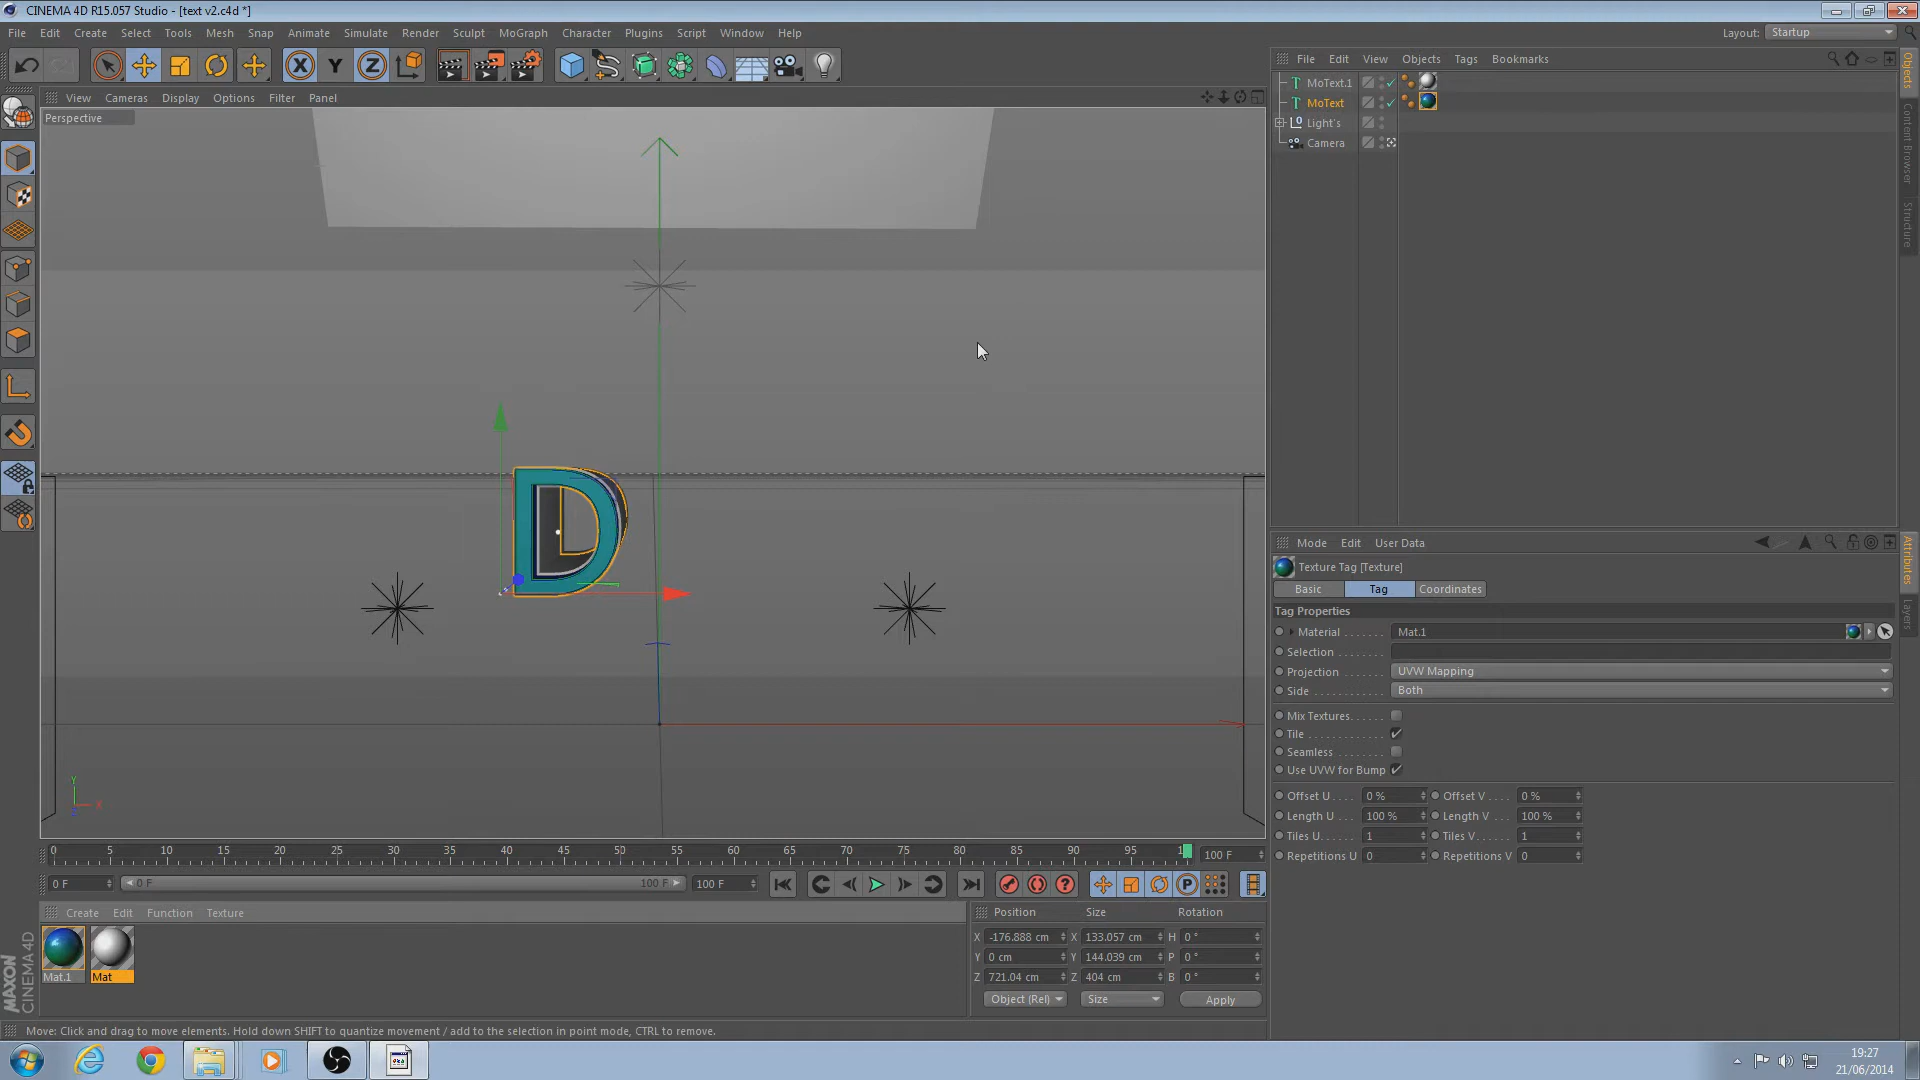 CINEMA 4D R15.057 Studio - [text v2.c4d *]
File Edit Create Select Tools Mesh Snap Animate Simulate Render Sculpt MoGraph Character Plugins Script Window Help
Layout: Startup
X Y Z
File Edit View Objects Tags Bookmarks
View Cameras Display Options Filter Panel
Perspective
MoText.1
MoText
Light's
Camera
Objects
Content Browser
Structure
D
Y
X
Mode Edit User Data
Texture Tag [Texture]
Basic Tag Coordinates
Tag Properties
Material Mat.1
Selection
Projection UVW Mapping
Side Both
Mix Textures
Tile
Seamless
Use UVW for Bump
Offset U 0 % Offset V 0 %
Length U 100 % Length V 100 %
Tiles U 1 Tiles V 1
Repetitions U 0 Repetitions V 0
Attributes
Layers
0 5 10 15 20 25 30 35 40 45 50 55 60 65 70 75 80 85 90 95 100 F
0 F 0 F 100 F 100 F
P
Create Edit Function Texture
Mat.1 Mat
Position Size Rotation
X -176.888 cm X 133.057 cm H 0 °
Y 0 cm Y 144.039 cm P 0 °
Z 721.04 cm Z 404 cm B 0 °
Object (Rel) Size Apply
MAXON
CINEMA 4D
Move: Click and drag to move elements. Hold down SHIFT to quantize movement / add to the selection in point mode, CTRL to remove.
19:27
21/06/2014